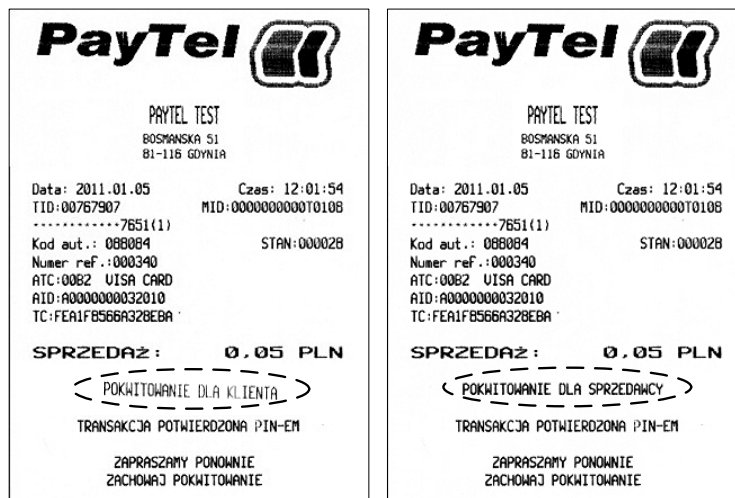 PayTel
PAYTEL TEST
BOSMANSKA 51
81-116 GDYNIA
Data: 2011.01.05 Czas: 12:01:54
TID:00767907 MID:0000000000T0108
············7651(1)
Kod aut.: 088084 STAN:000028
Numer ref.:000340
ATC:00B2 VISA CARD
AID:A0000000032010
TC:FEA1F8566A328EBA
SPRZEDAż: 0,05 PLN
POKWITOWANIE DLA KLIENTA
TRANSAKCJA POTWIERDZONA PIN-EM
ZAPRASZAMY PONOWNIE
ZACHOWAJ POKWITOWANIE
PayTel
PAYTEL TEST
BOSMANSKA 51
81-116 GDYNIA
Data: 2011.01.05 Czas: 12:01:54
TID:00767907 MID:0000000000T0108
············7651(1)
Kod aut.: 088084 STAN:000028
Numer ref.:000340
ATC:00B2 VISA CARD
AID:A0000000032010
TC:FEA1F8566A328EBA
SPRZEDAż: 0,05 PLN
POKWITOWANIE DLA SPRZEDAWCY
TRANSAKCJA POTWIERDZONA PIN-EM
ZAPRASZAMY PONOWNIE
ZACHOWAJ POKWITOWANIE